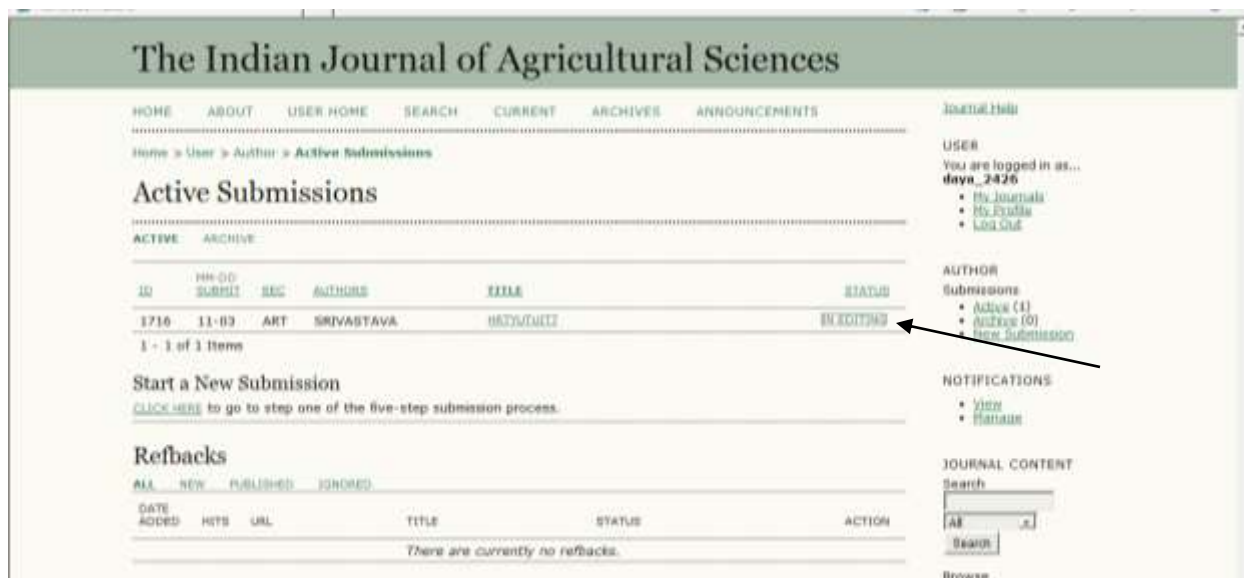 The Indian Journal of Agricultural Sciences
HOME ABOUT USER HOME SEARCH CURRENT ARCHIVES ANNOUNCEMENTS
Home > User > Author > Active Submissions
Active Submissions
ACTIVE ARCHIVE
MM-DD
ID SUBMIT SEC AUTHORS TITLE STATUS
1716 11-03 ART SRIVASTAVA IN EDITING
1 - 1 of 1 Items
Start a New Submission
CLICK HERE to go to step one of the five-step submission process.
Refbacks
ALL NEW PUBLISHED IGNORED
DATE
ADDED HITS URL TITLE STATUS ACTION
There are currently no refbacks.
Journal Help
USER
You are logged in as...
daya_2426
• My Journals
• My Profile
• Log Out
AUTHOR
Submissions
• Active (1)
• Archive (0)
• New Submission
NOTIFICATIONS
• View
• Manage
JOURNAL CONTENT
Search
All
Search
Browse